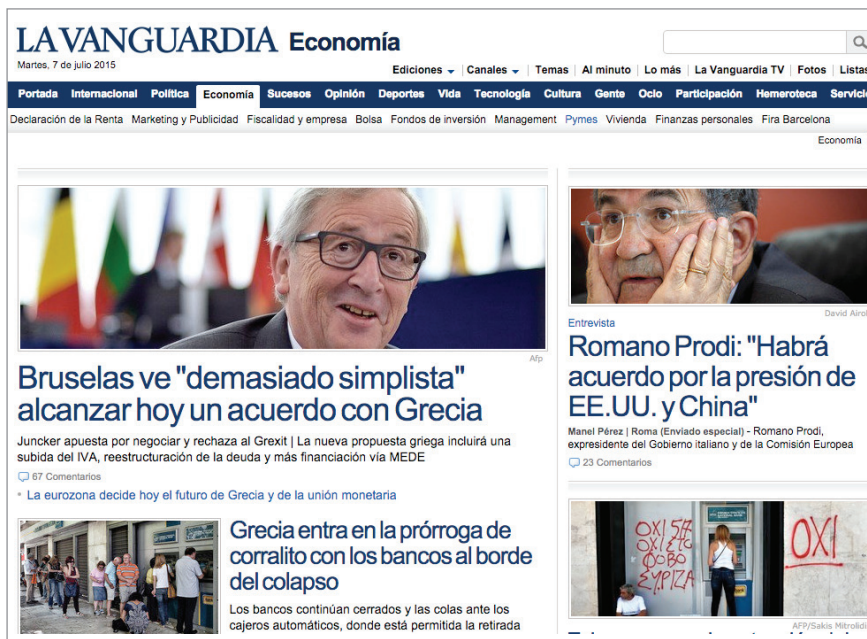 LA VANGUARDIA Economía
Martes, 7 de julio 2015
Ediciones Canales Temas Al minuto Lo más La Vanguardia TV Fotos Listas
Portada Internacional Política Economía Sucesos Opinión Deportes Vida Tecnología Cultura Gente Ocio Participación Hemeroteca
Declaración de la Renta Marketing y Publicidad Fiscalidad y empresa Bolsa Fondos de inversión Management Pymes Vivienda Finanzas personales Fira Barcelona
Economía
Afp
Bruselas ve "demasiado simplista"
alcanzar hoy un acuerdo con Grecia
Juncker apuesta por negociar y rechaza al Grexit | La nueva propuesta griega incluirá una
subida del IVA, reestructuración de la deuda y más financiación vía MEDE
67 Comentarios
La eurozona decide hoy el futuro de Grecia y de la unión monetaria
Grecia entra en la prórroga de
corralito con los bancos al borde
del colapso
Los bancos continúan cerrados y las colas ante los
cajeros automáticos, donde está permitida la retirada
David
Entrevista
Romano Prodi: "Habrá
acuerdo por la presión de
EE.UU. y China"
Manel Pérez | Roma (Enviado especial) - Romano Prodi,
expresidente del Gobierno italiano y de la Comisión Europea
23 Comentarios
OXI
ΣΥΡΙΖΑ
OXI
AFP/Sakis